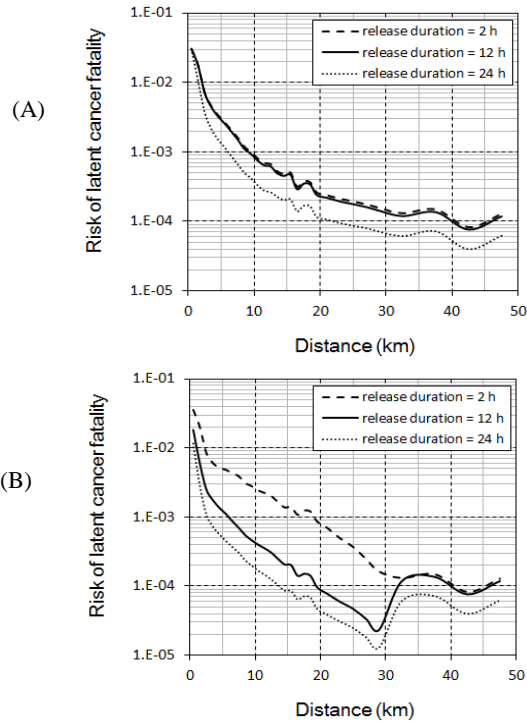 (A)
Risk of latent cancer fatality
1.E-01
1.E-02
1.E-03
1.E-04
1.E-05
release duration = 2 h
release duration = 12 h
release duration = 24 h
0 10 20 30 40 50
Distance (km)
(B)
Risk of latent cancer fatality
1.E-01
1.E-02
1.E-03
1.E-04
1.E-05
release duration = 2 h
release duration = 12 h
release duration = 24 h
0 10 20 30 40 50
Distance (km)